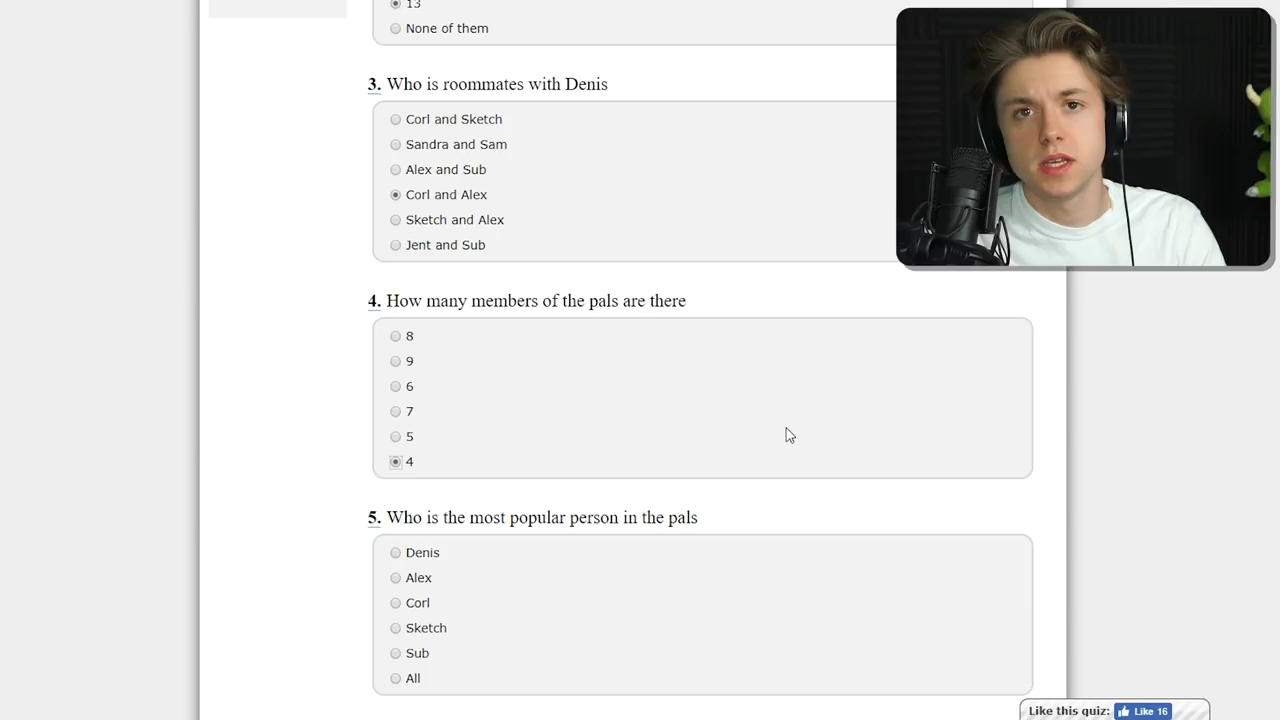 13
None of them
3. Who is roommates with Denis
Corl and Sketch
Sandra and Sam
Alex and Sub
Corl and Alex
Sketch and Alex
Jent and Sub
4. How many members of the pals are there
8
9
6
7
5
4
5. Who is the most popular person in the pals
Denis
Alex
Corl
Sketch
Sub
All
Like this quiz: Like 16